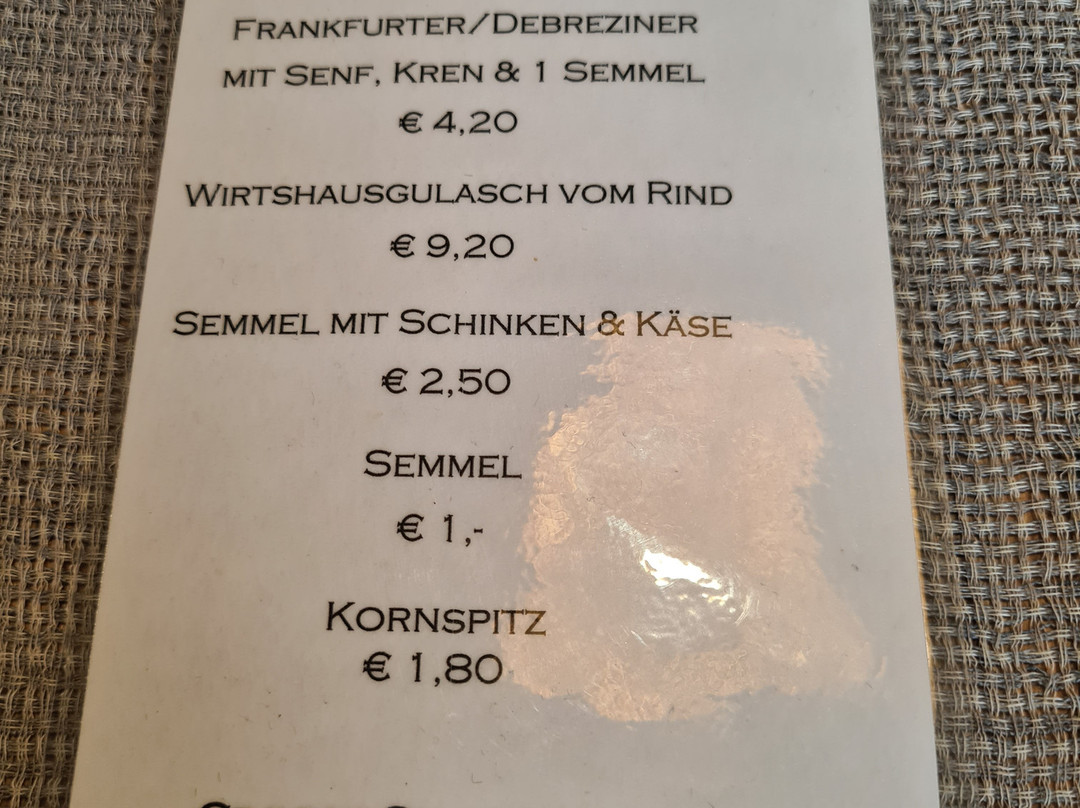 FRANKFURTER/DEBREZINER
MIT SENF, KREN & 1 SEMMEL
€ 4,20
WIRTSHAUSGULASCH VOM RIND
€ 9,20
SEMMEL MIT SCHINKEN & KÄSE
€ 2,50
SEMMEL
€ 1,-
KORNSPITZ
€ 1,80